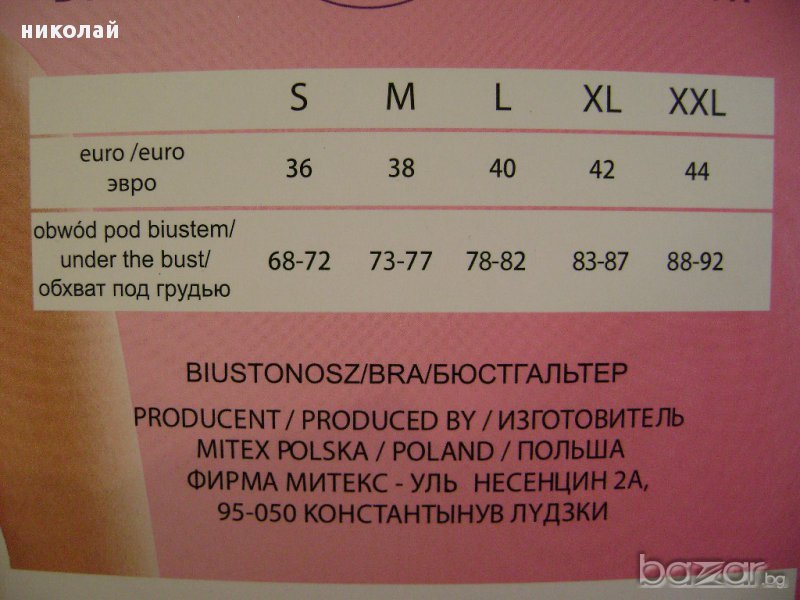 николай
S M L XL XXL
euro /euro
эвро
36 38 40 42 44
obwód pod biustem/
under the bust/
обхват под грудью
68-72 73-77 78-82 83-87 88-92
BIUSTONOSZ/BRA/БЮСТГАЛЬТЕР
PRODUCENT / PRODUCED BY / ИЗГОТОВИТЕЛЬ
MITEX POLSKA / POLAND / ПОЛЬША
ФИРМА МИТЕКС - УЛЬ НЕСЕНЦИН 2А,
95-050 КОНСТАНТЫНУВ ЛУДЗКИ
bazar.bg